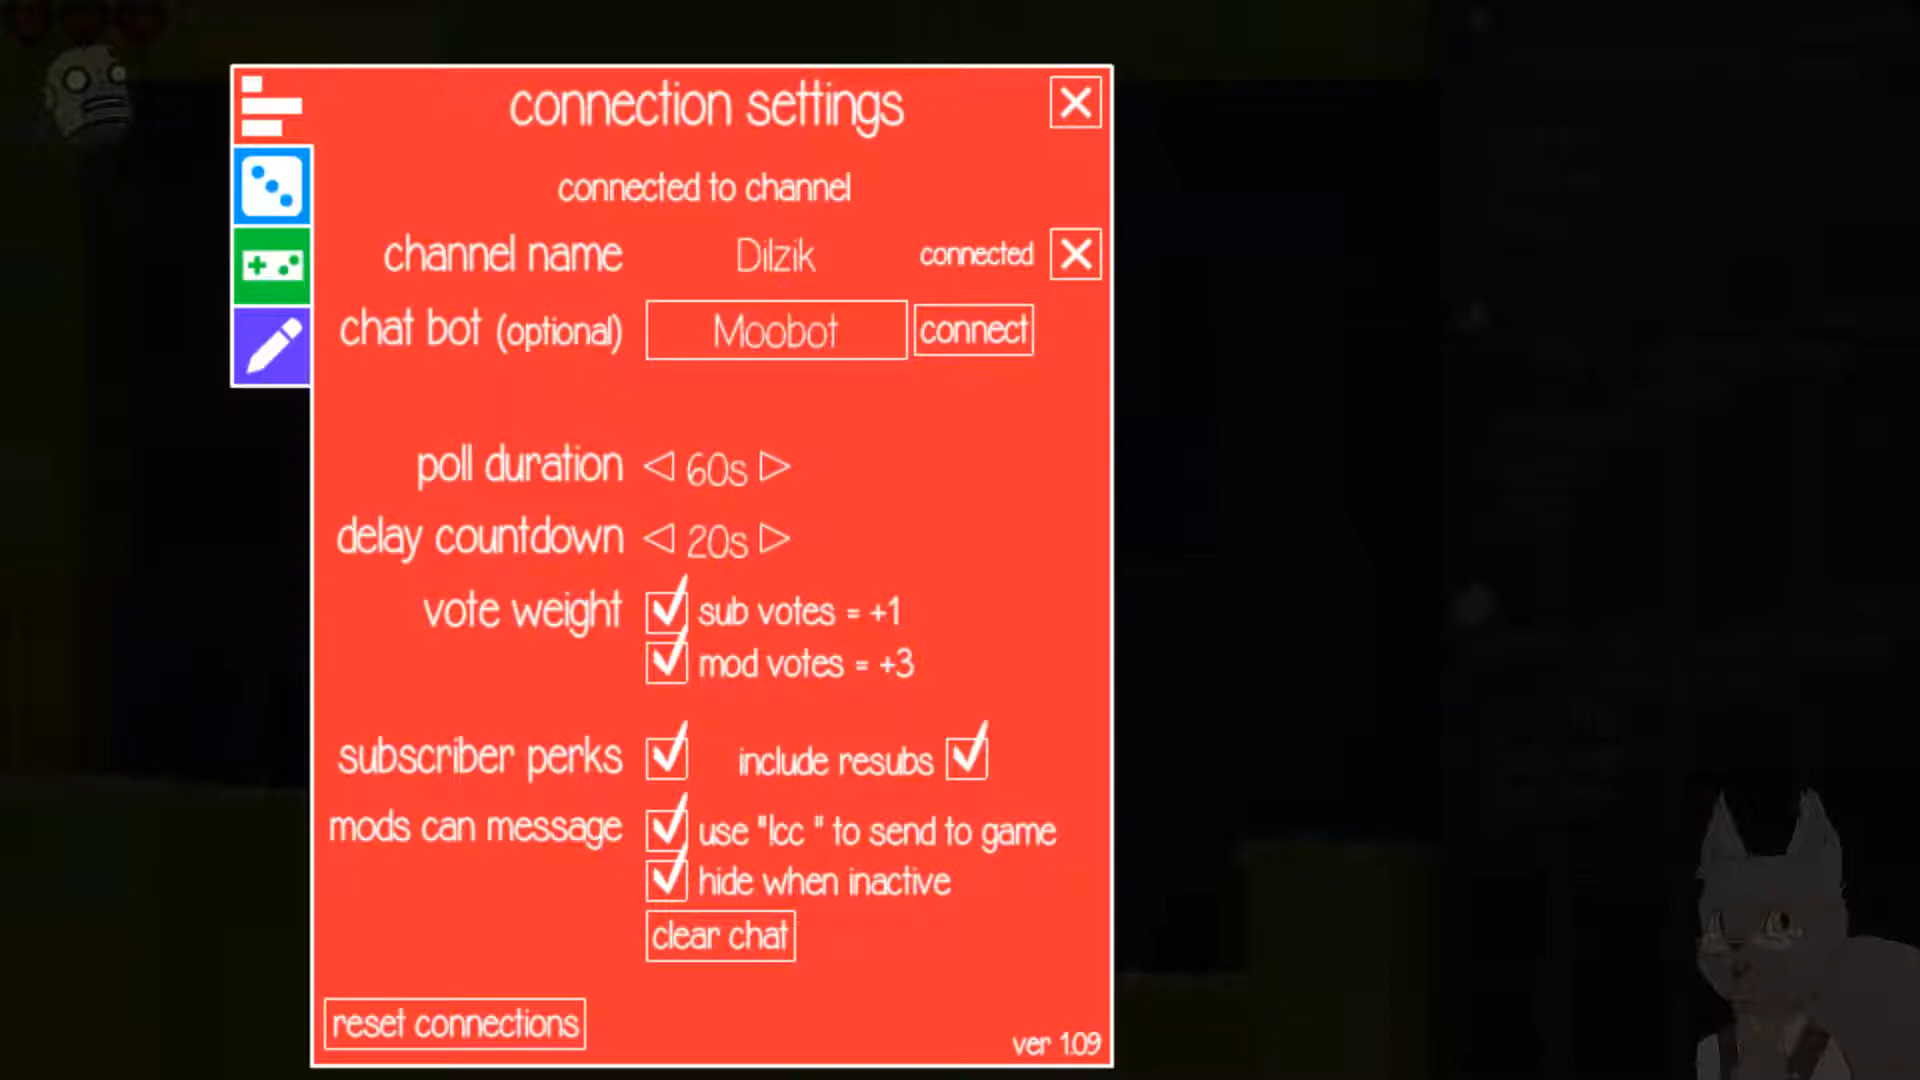 connection settings
connected to channel
channel name Dilzik connected
chat bot (optional) Moobot connect
poll duration 60s
delay countdown 20s
vote weight sub votes = +1
mod votes = +3
subscriber perks include resubs
mods can message use "lcc " to send to game
hide when inactive
clear chat
reset connections
ver 1.09